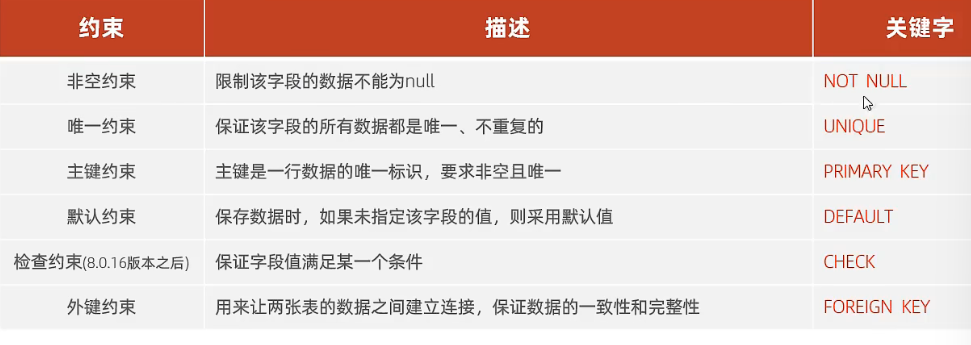 约束 描述 关键字
非空约束 限制该字段的数据不能为null NOT NULL
唯一约束 保证该字段的所有数据都是唯一、不重复的 UNIQUE
主键约束 主键是一行数据的唯一标识，要求非空且唯一 PRIMARY KEY
默认约束 保存数据时，如果未指定该字段的值，则采用默认值 DEFAULT
检查约束(8.0.16版本之后) 保证字段值满足某一个条件 CHECK
外键约束 用来让两张表的数据之间建立连接，保证数据的一致性和完整性 FOREIGN KEY